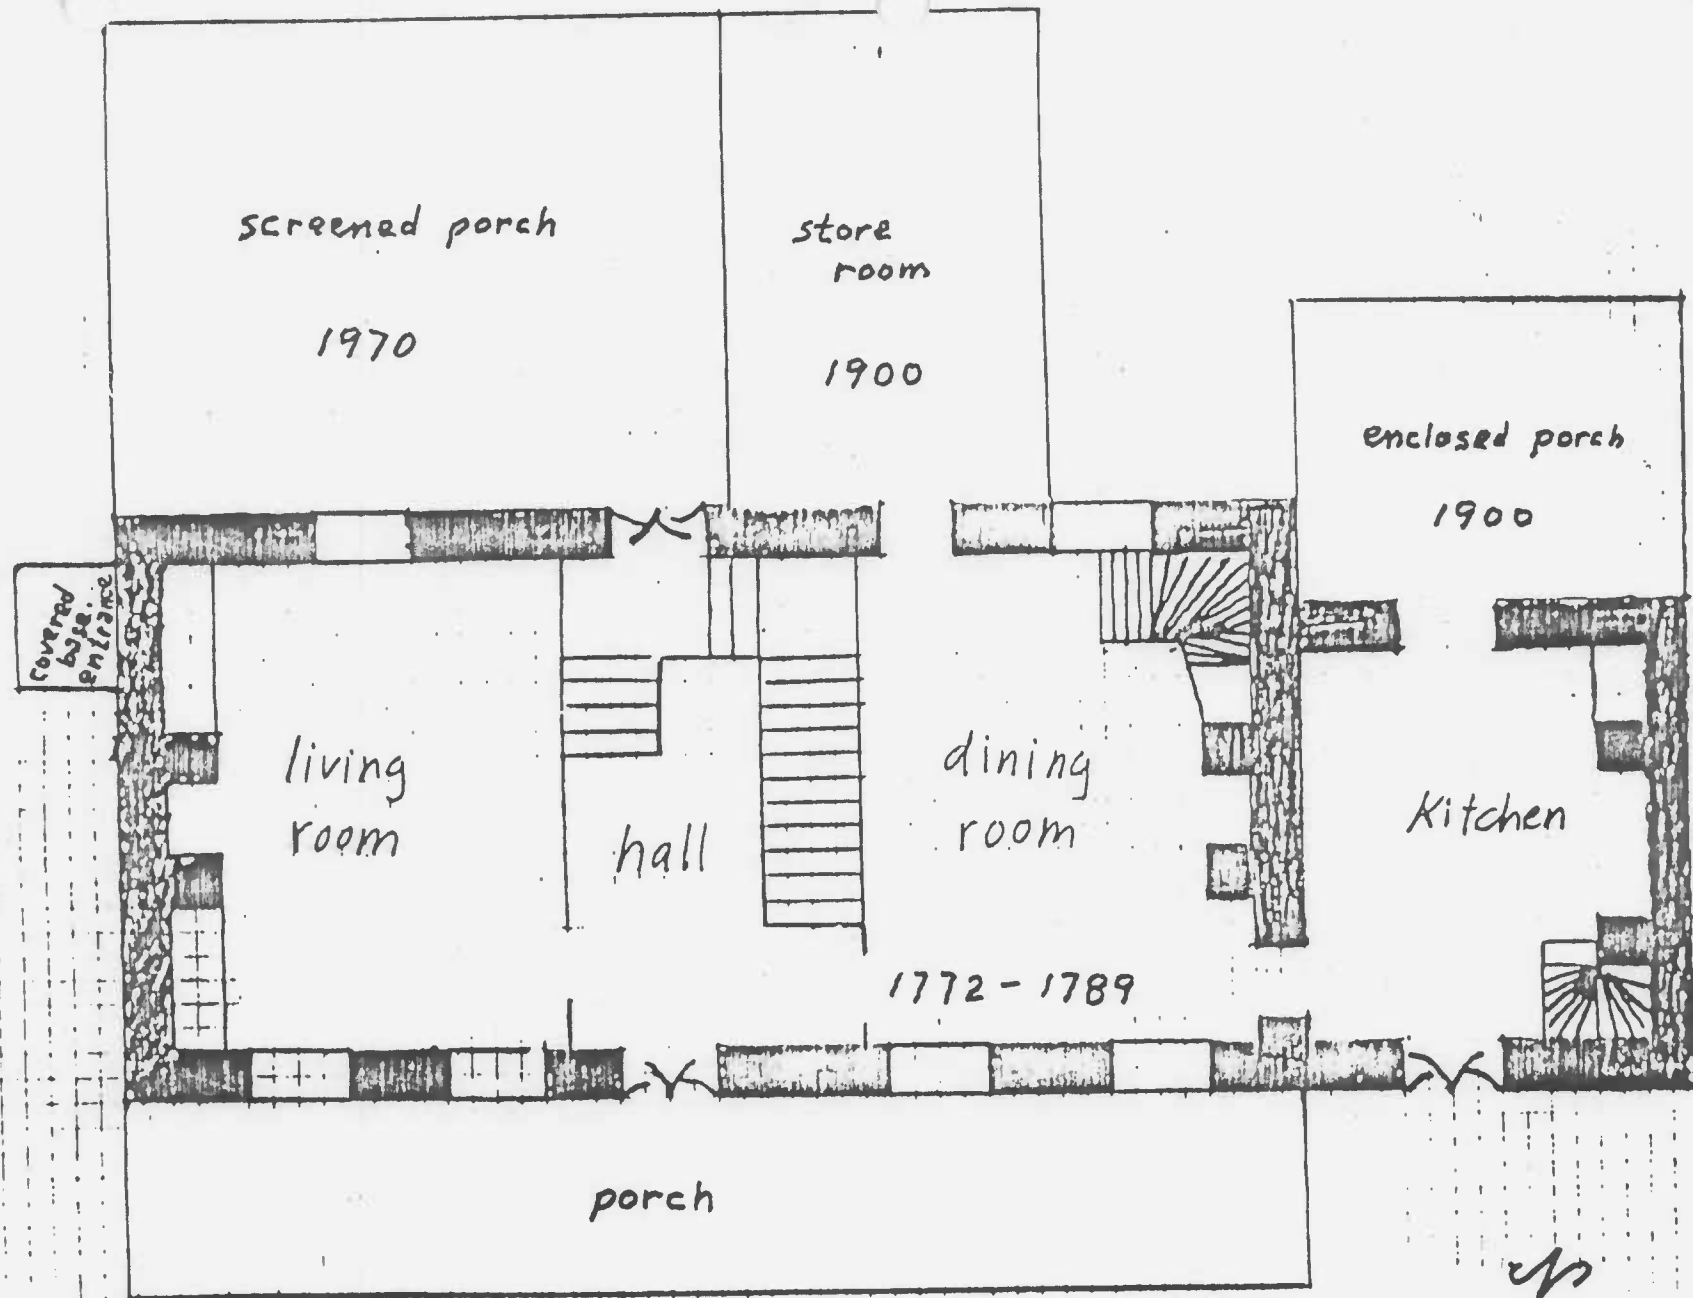 screened porch
1970
store
room
1900
enclosed porch
1900
covered
base.
entrance
living
room
hall
dining
room
Kitchen
1772-1789
porch